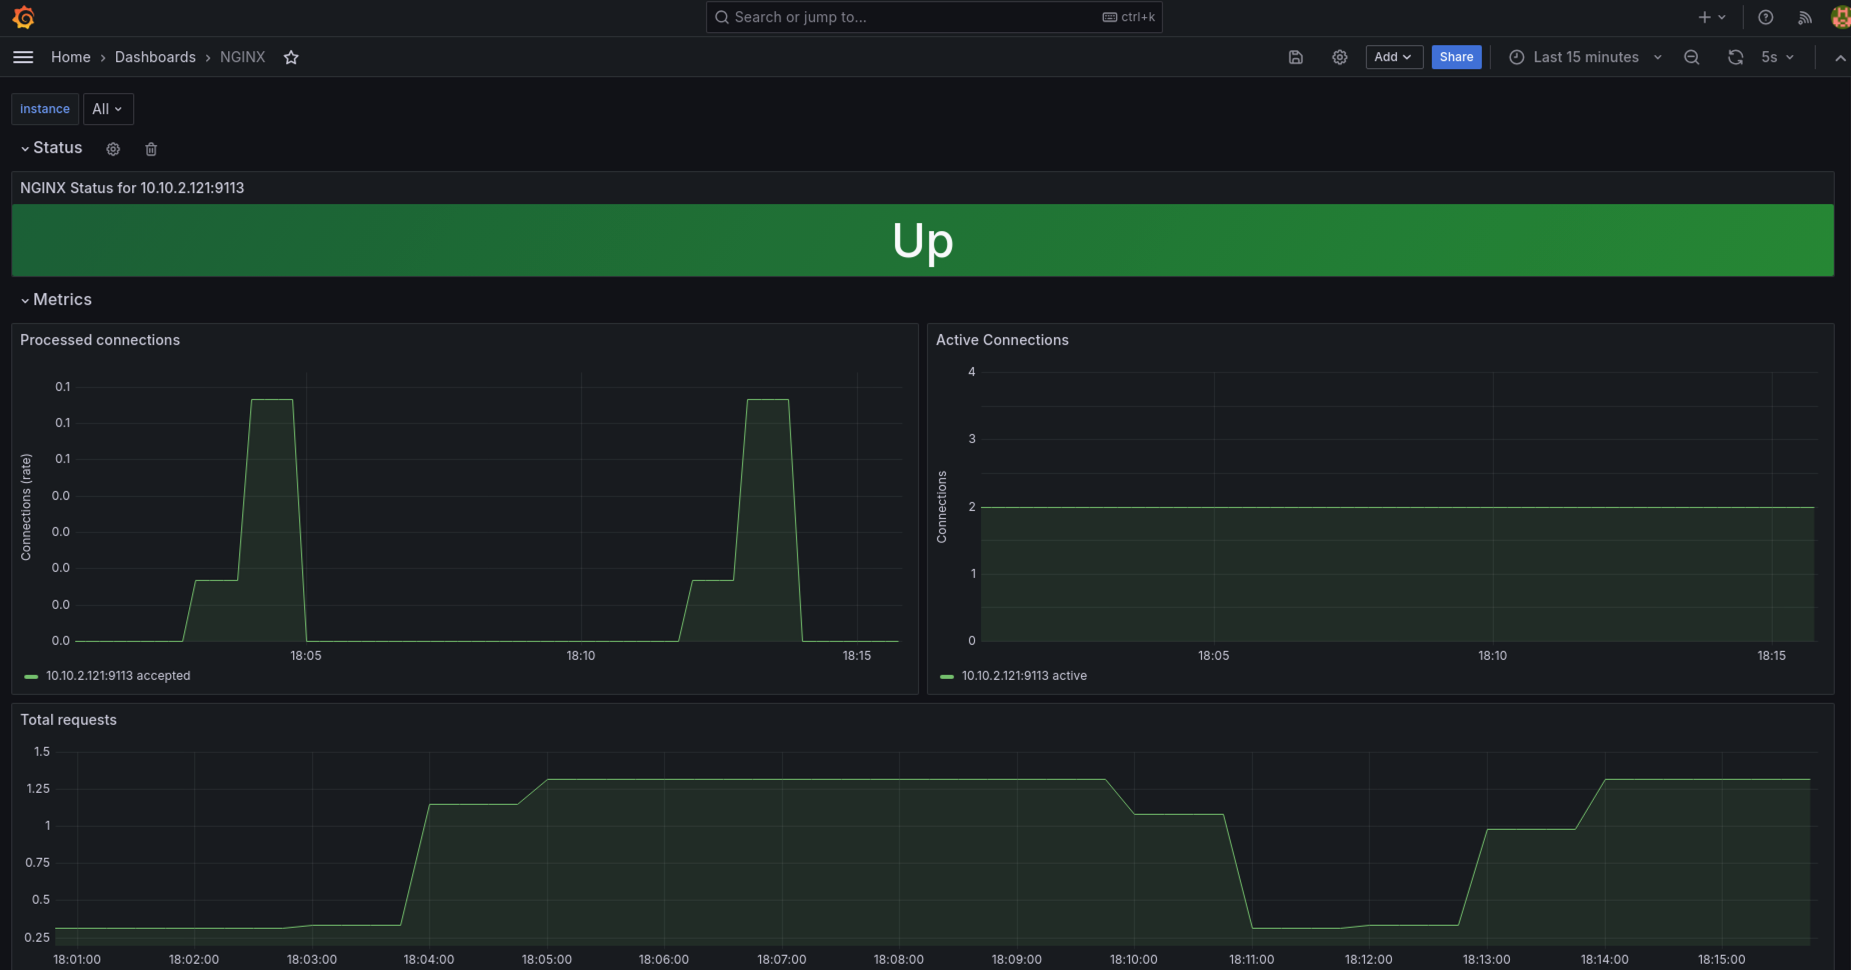 Search or jump to... ctrl+k
Home › Dashboards › NGINX Add Share Last 15 minutes 5s
instance All
Status
NGINX Status for 10.10.2.121:9113
Up
Metrics
Processed connections
Connections (rate)
0.1
0.1
0.1
0.0
0.0
0.0
0.0
0.0
18:05 18:10 18:15
10.10.2.121:9113 accepted
Active Connections
Connections
4
3
2
1
0
18:05 18:10 18:15
10.10.2.121:9113 active
Total requests
1.5
1.25
1
0.75
0.5
0.25
18:01:00 18:02:00 18:03:00 18:04:00 18:05:00 18:06:00 18:07:00 18:08:00 18:09:00 18:10:00 18:11:00 18:12:00 18:13:00 18:14:00 18:15:00